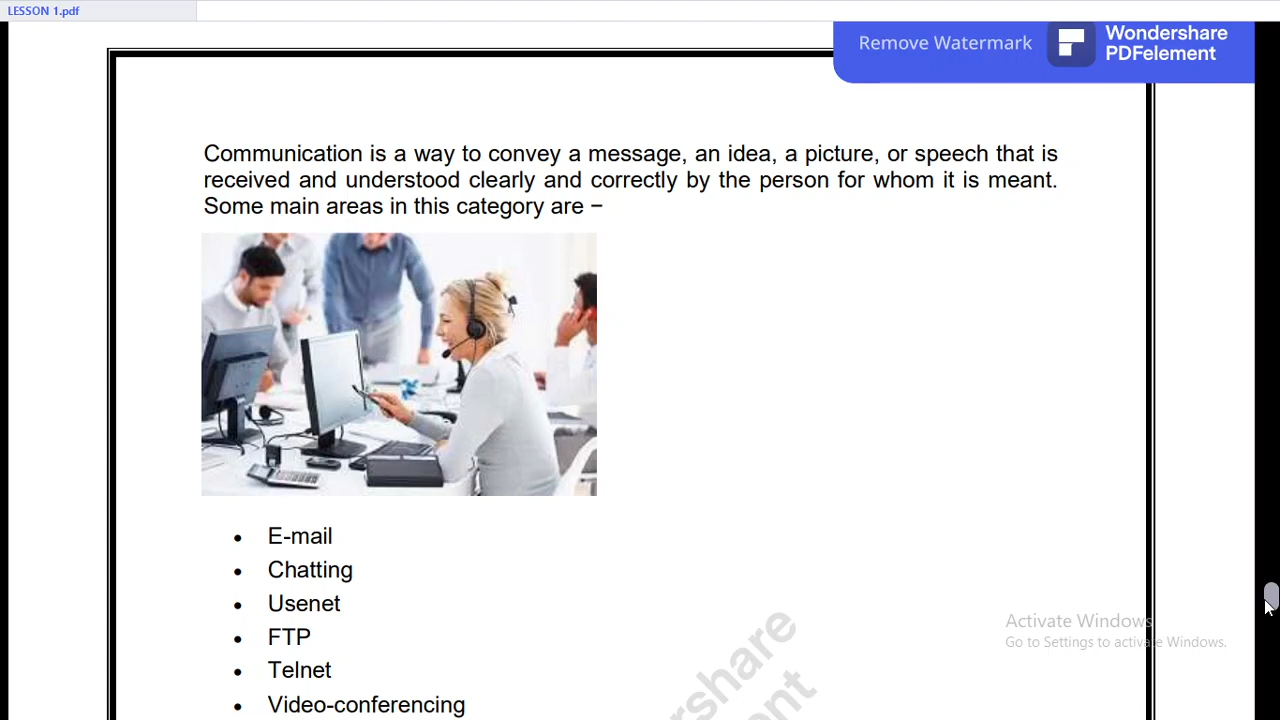 LESSON 1.pdf
Remove Watermark
Wondershare
PDFelement
Communication is a way to convey a message, an idea, a picture, or speech that is
received and understood clearly and correctly by the person for whom it is meant.
Some main areas in this category are −
• E-mail
• Chatting
• Usenet
• FTP
• Telnet
• Video-conferencing
Activate Windows
Go to Settings to activate Windows.